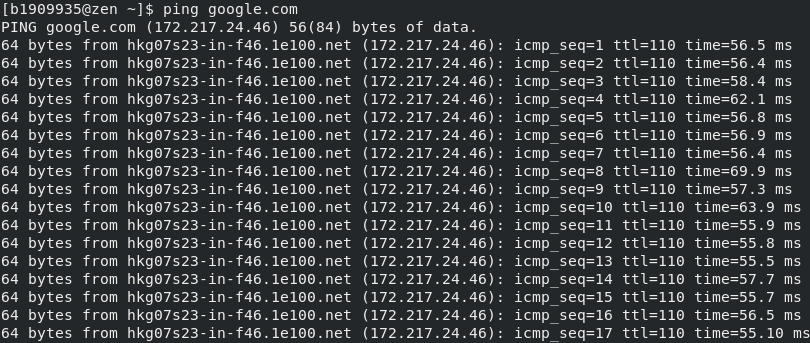 [b1909935@zen ~]$ ping google.com
PING google.com (172.217.24.46) 56(84) bytes of data.
64 bytes from hkg07s23-in-f46.1e100.net (172.217.24.46): icmp_seq=1 ttl=110 time=56.5 ms
64 bytes from hkg07s23-in-f46.1e100.net (172.217.24.46): icmp_seq=2 ttl=110 time=56.4 ms
64 bytes from hkg07s23-in-f46.1e100.net (172.217.24.46): icmp_seq=3 ttl=110 time=58.4 ms
64 bytes from hkg07s23-in-f46.1e100.net (172.217.24.46): icmp_seq=4 ttl=110 time=62.1 ms
64 bytes from hkg07s23-in-f46.1e100.net (172.217.24.46): icmp_seq=5 ttl=110 time=56.8 ms
64 bytes from hkg07s23-in-f46.1e100.net (172.217.24.46): icmp_seq=6 ttl=110 time=56.9 ms
64 bytes from hkg07s23-in-f46.1e100.net (172.217.24.46): icmp_seq=7 ttl=110 time=56.4 ms
64 bytes from hkg07s23-in-f46.1e100.net (172.217.24.46): icmp_seq=8 ttl=110 time=69.9 ms
64 bytes from hkg07s23-in-f46.1e100.net (172.217.24.46): icmp_seq=9 ttl=110 time=57.3 ms
64 bytes from hkg07s23-in-f46.1e100.net (172.217.24.46): icmp_seq=10 ttl=110 time=63.9 ms
64 bytes from hkg07s23-in-f46.1e100.net (172.217.24.46): icmp_seq=11 ttl=110 time=55.9 ms
64 bytes from hkg07s23-in-f46.1e100.net (172.217.24.46): icmp_seq=12 ttl=110 time=55.8 ms
64 bytes from hkg07s23-in-f46.1e100.net (172.217.24.46): icmp_seq=13 ttl=110 time=55.5 ms
64 bytes from hkg07s23-in-f46.1e100.net (172.217.24.46): icmp_seq=14 ttl=110 time=57.7 ms
64 bytes from hkg07s23-in-f46.1e100.net (172.217.24.46): icmp_seq=15 ttl=110 time=55.7 ms
64 bytes from hkg07s23-in-f46.1e100.net (172.217.24.46): icmp_seq=16 ttl=110 time=56.5 ms
64 bytes from hkg07s23-in-f46.1e100.net (172.217.24.46): icmp_seq=17 ttl=110 time=55.10 ms